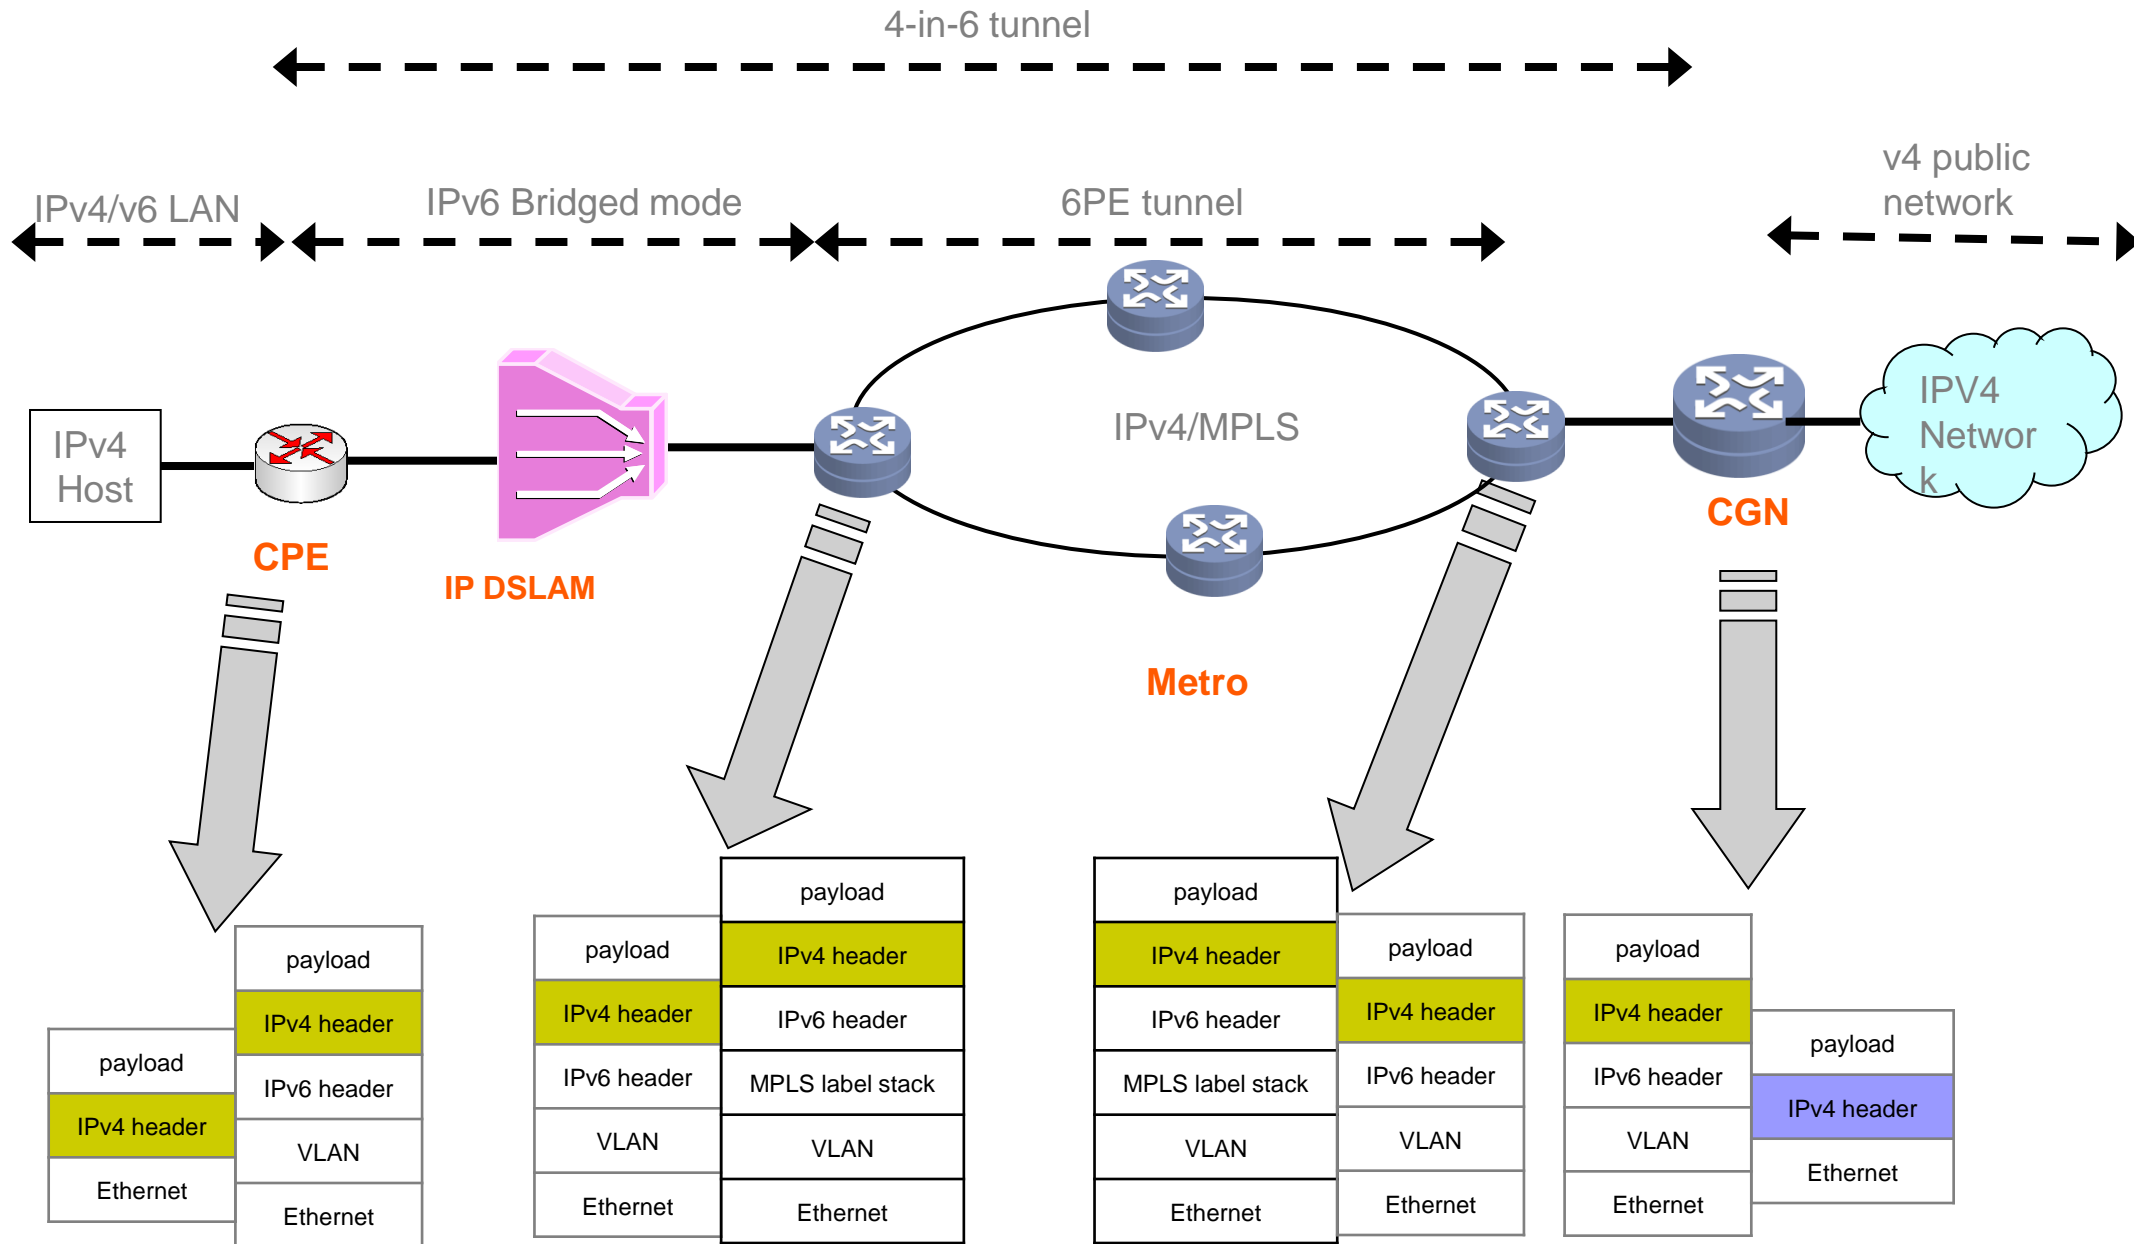 4-in-6 tunnel
v4 public
network
IPv4/v6 LAN
IPv6 Bridged mode
6PE tunnel
IPv4
Host
IPv4/MPLS
IPV4
Networ
k
CPE
IP DSLAM
Metro
CGN
payload
IPv4 header
Ethernet
payload
IPv4 header
IPv6 header
VLAN
Ethernet
payload
IPv4 header
IPv6 header
VLAN
Ethernet
payload
IPv4 header
IPv6 header
MPLS label stack
VLAN
Ethernet
payload
IPv4 header
IPv6 header
MPLS label stack
VLAN
Ethernet
payload
IPv4 header
IPv6 header
VLAN
Ethernet
payload
IPv4 header
IPv6 header
VLAN
Ethernet
payload
IPv4 header
Ethernet